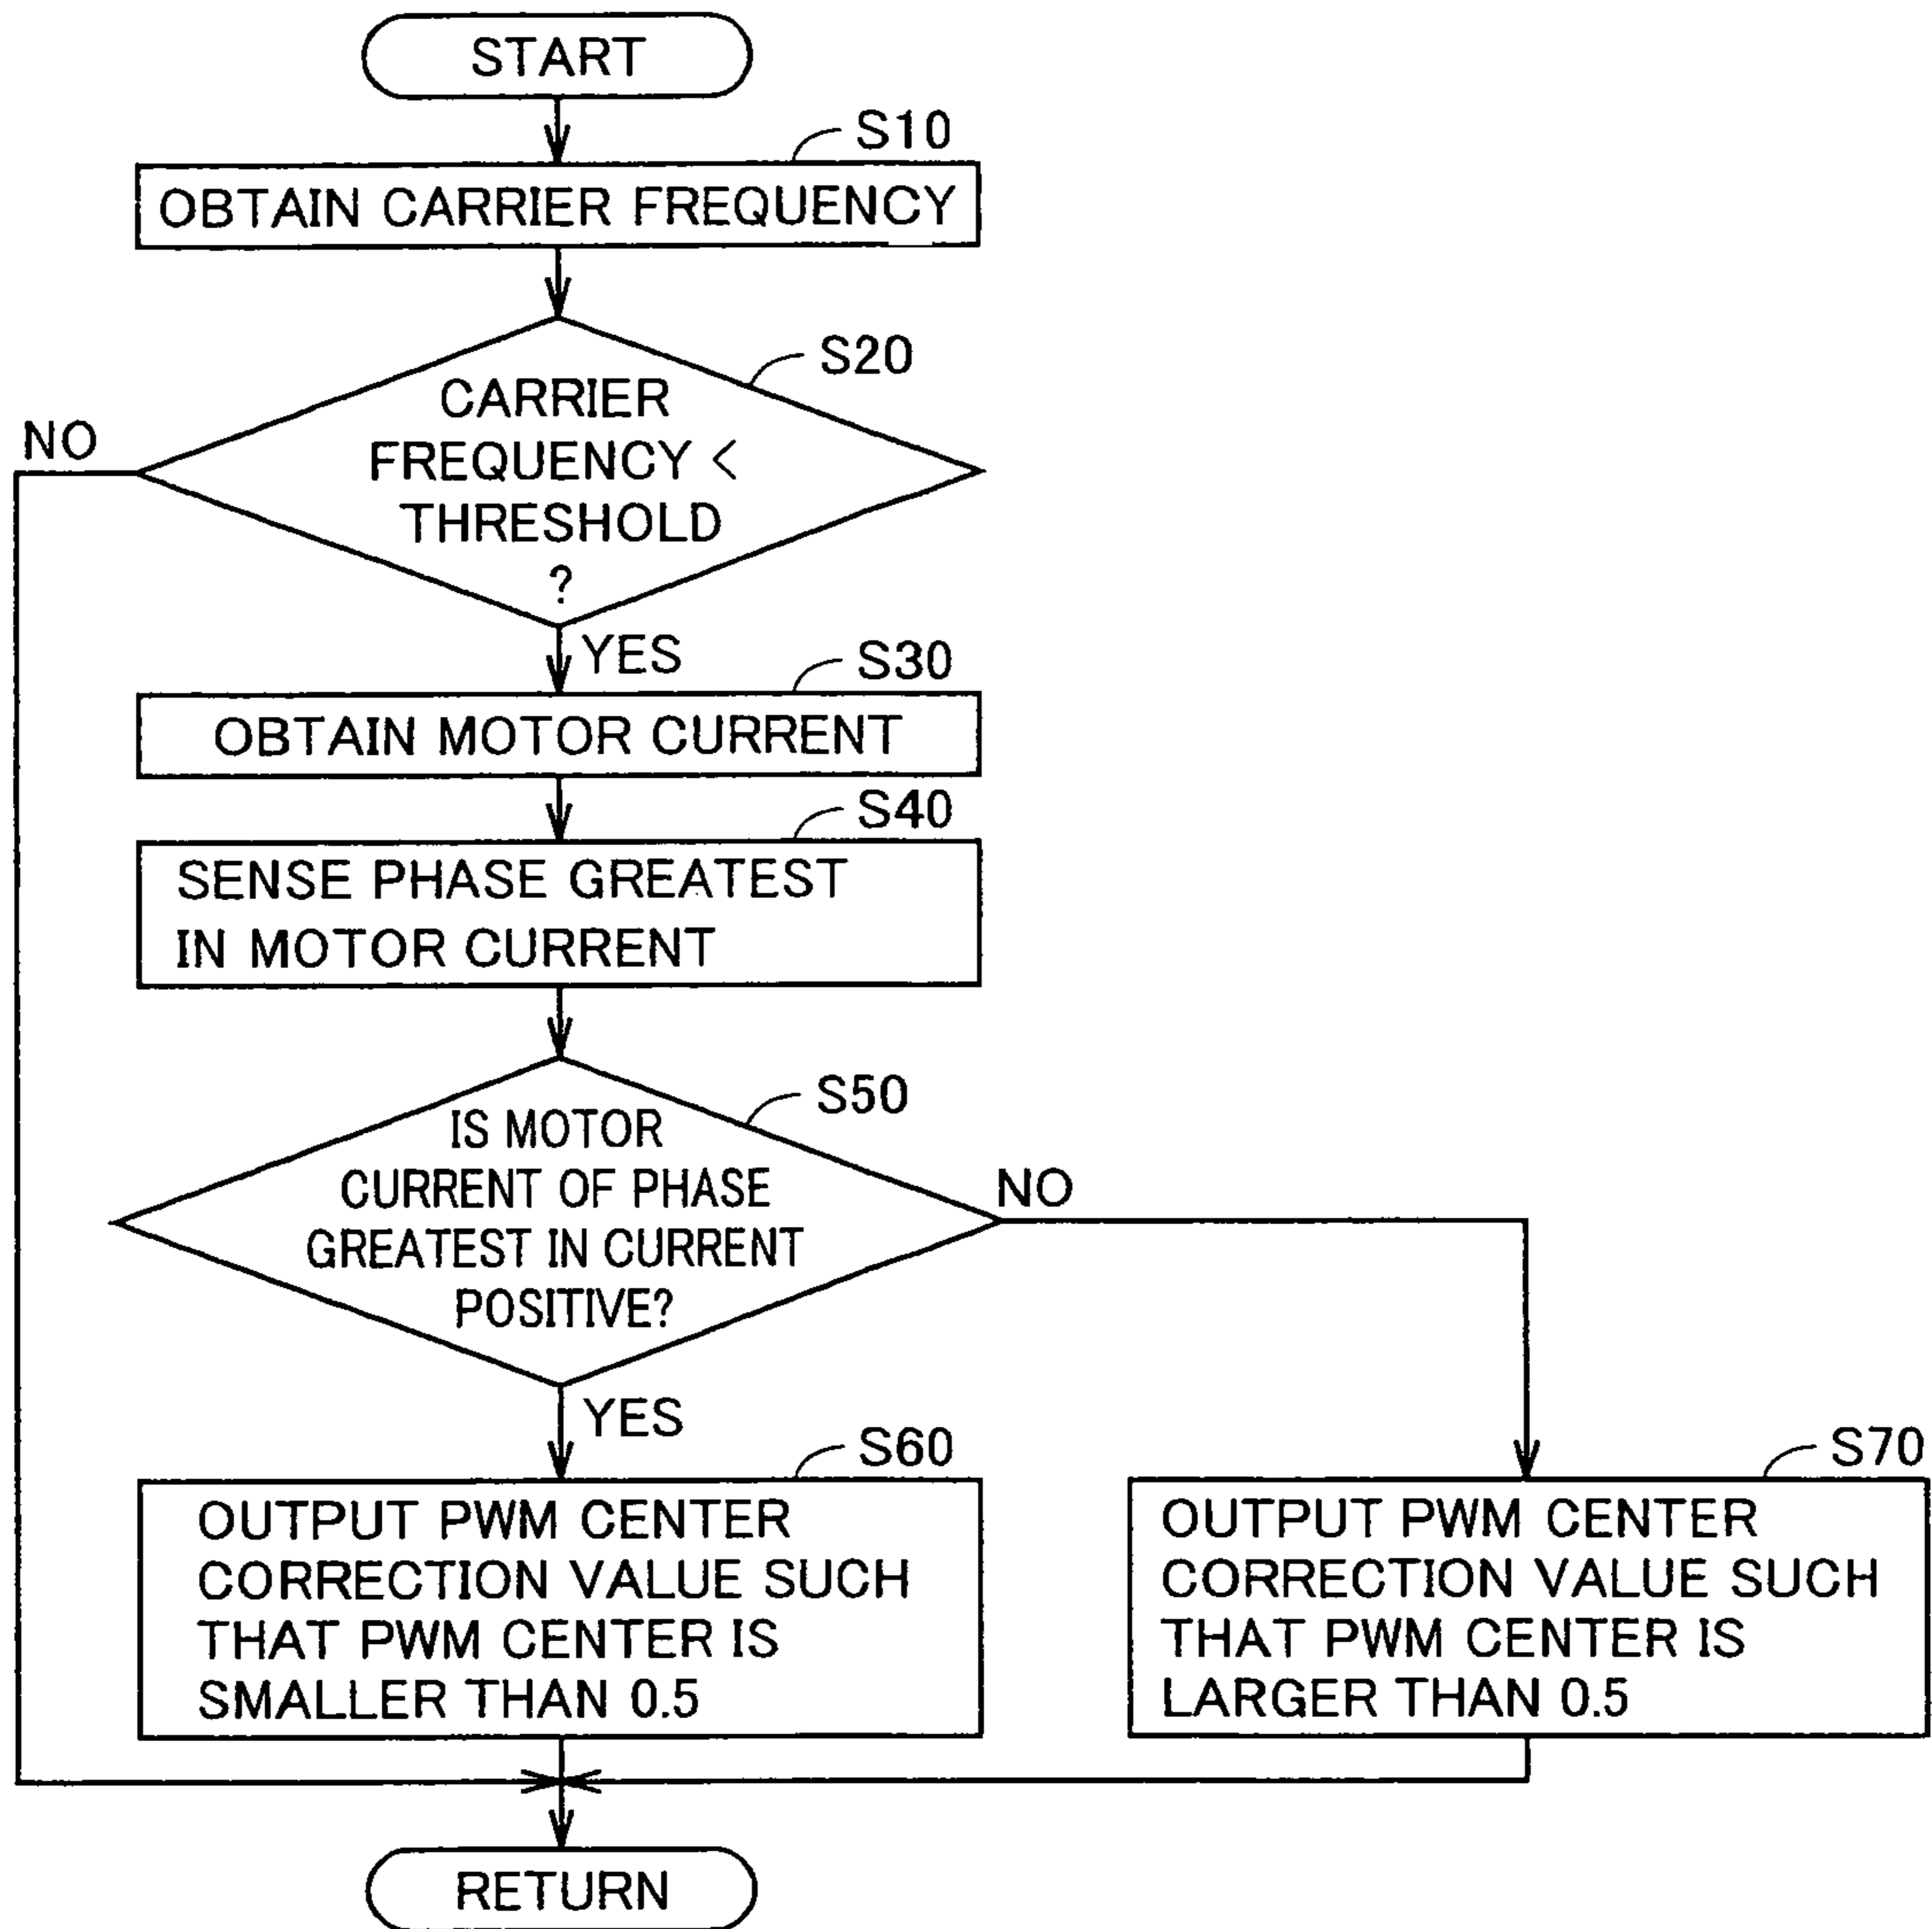 START
S10
OBTAIN CARRIER FREQUENCY
S20
CARRIER
FREQUENCY <
THRESHOLD
?
NO
YES
S30
OBTAIN MOTOR CURRENT
S40
SENSE PHASE GREATEST
IN MOTOR CURRENT
S50
IS MOTOR
CURRENT OF PHASE
GREATEST IN CURRENT
POSITIVE?
NO
YES
S60
OUTPUT PWM CENTER
CORRECTION VALUE SUCH
THAT PWM CENTER IS
SMALLER THAN 0.5
S70
OUTPUT PWM CENTER
CORRECTION VALUE SUCH
THAT PWM CENTER IS
LARGER THAN 0.5
RETURN